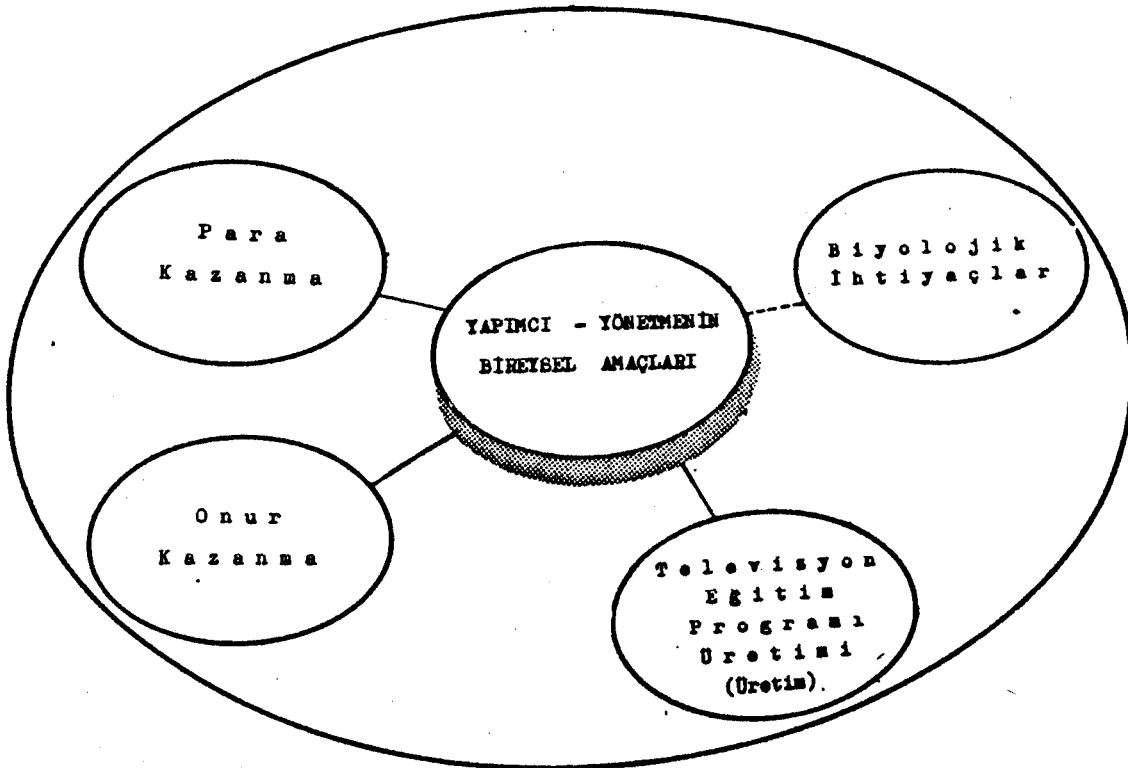 Para
Kazanma
Biyolojik
İhtiyaçlar
YAPIMCI - YÖNETMENİN
BİREYSEL AMAÇLARI
Onur
Kazanma
Televizyon
Eğitim
Programı
Üretimi
(Üretim)